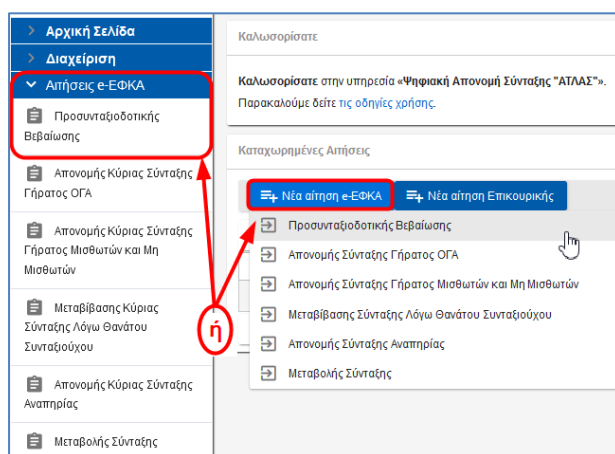 Αρχική Σελίδα
Διαχείριση
Αιτήσεις e-ΕΦΚΑ
Προσυνταξιοδοτικής
Βεβαίωσης
Απονομής Κύριας Σύνταξης
Γήρατος ΟΓΑ
Απονομής Κύριας Σύνταξης
Γήρατος Μισθωτών και Μη
Μισθωτών
Μεταβίβασης Κύριας
Σύνταξης Λόγω Θανάτου
Συνταξιούχου
Απονομής Κύριας Σύνταξης
Αναπηρίας
Μεταβολής Σύνταξης
Καλωσορίσατε
Καλωσορίσατε στην υπηρεσία «Ψηφιακή Απονομή Σύνταξης "ΑΤΛΑΣ"».
Παρακαλούμε δείτε τις οδηγίες χρήσης.
Καταχωρημένες Αιτήσεις
Νέα αίτηση e-ΕΦΚΑ Νέα αίτηση Επικουρικής
Προσυνταξιοδοτικής Βεβαίωσης
Απονομής Σύνταξης Γήρατος ΟΓΑ
Απονομής Σύνταξης Γήρατος Μισθωτών και Μη Μισθωτών
Μεταβίβασης Σύνταξης Λόγω Θανάτου Συνταξιούχου
Απονομής Σύνταξης Αναπηρίας
Μεταβολής Σύνταξης
ή